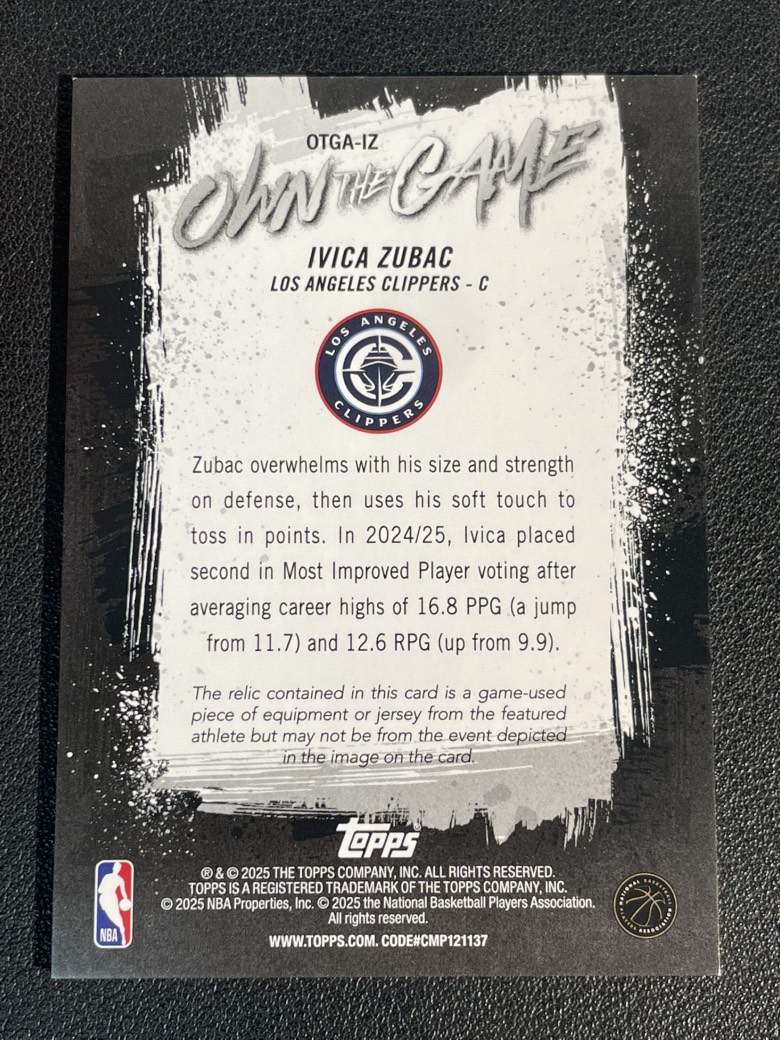 OTGA-IZ
OWN THE GAME
IVICA ZUBAC
LOS ANGELES CLIPPERS - C
LOS ANGELES
CLIPPERS
Zubac overwhelms with his size and strength
on defense, then uses his soft touch to
toss in points. In 2024/25, Ivica placed
second in Most Improved Player voting after
averaging career highs of 16.8 PPG (a jump
from 11.7) and 12.6 RPG (up from 9.9).
The relic contained in this card is a game-used
piece of equipment or jersey from the featured
athlete but may not be from the event depicted
in the image on the card.
topps®
® & © 2025 THE TOPPS COMPANY, INC. ALL RIGHTS RESERVED.
TOPPS IS A REGISTERED TRADEMARK OF THE TOPPS COMPANY, INC.
© 2025 NBA Properties, Inc. © 2025 the National Basketball Players Association.
All rights reserved.
WWW.TOPPS.COM. CODE#CMP121137
NBA
NATIONAL BASKETBALL
PLAYERS ASSOCIATION